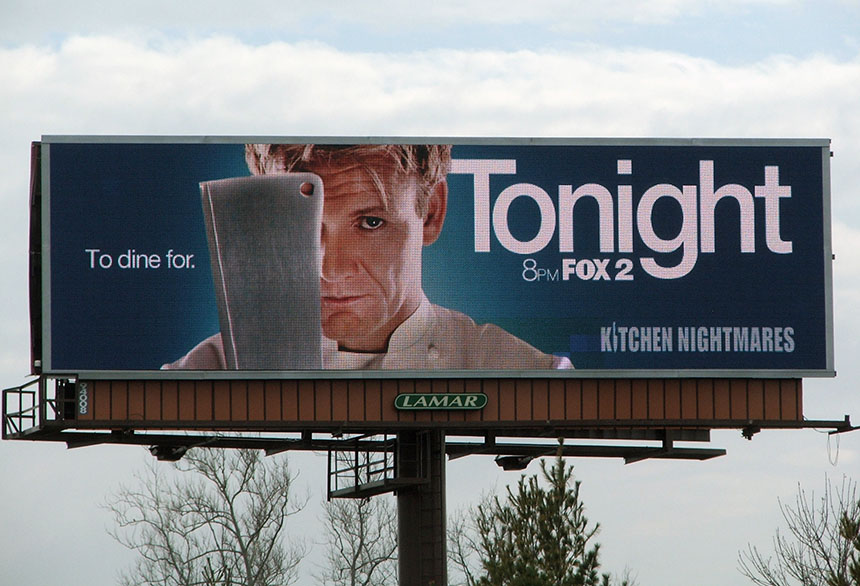 To dine for.
Tonight
8PM FOX 2
KITCHEN NIGHTMARES
LAMAR